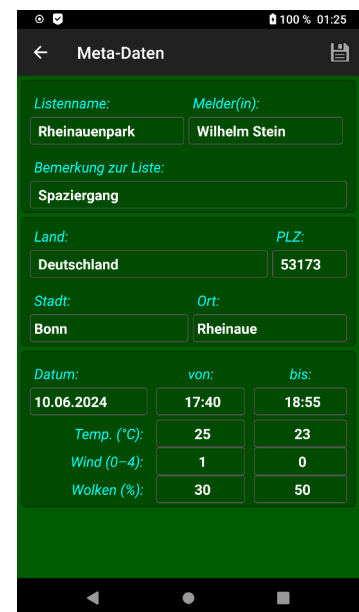 100 % 01:25
Meta-Daten
Listenname: Melder(in):
Rheinauenpark Wilhelm Stein
Bemerkung zur Liste:
Spaziergang
Land: PLZ:
Deutschland 53173
Stadt: Ort:
Bonn Rheinaue
Datum: von: bis:
10.06.2024 17:40 18:55
Temp. (°C): 25 23
Wind (0–4): 1 0
Wolken (%): 30 50